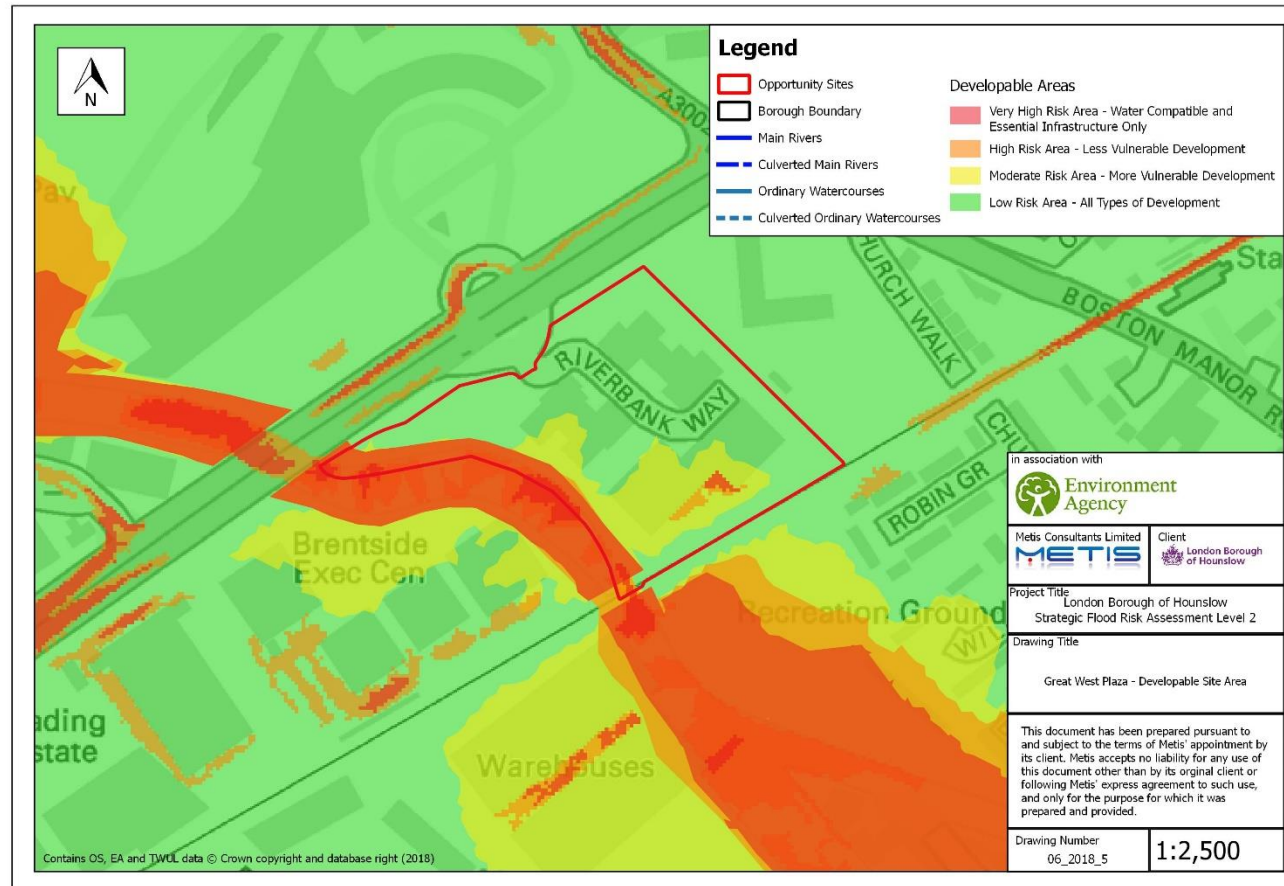 N
Legend
Opportunity Sites
Borough Boundary
Main Rivers
Culverted Main Rivers
Ordinary Watercourses
Culverted Ordinary Watercourses
Developable Areas
Very High Risk Area - Water Compatible and
Essential Infrastructure Only
High Risk Area - Less Vulnerable Development
Moderate Risk Area - More Vulnerable Development
Low Risk Area - All Types of Development
A3002
Pav
HURCH WALK
Sta
BOSTON MANOR R
RIVERBANK WAY
ROBIN GR
CHU
Brentside
Exec Cen
Recreation Ground
ading
state
Warehouses
in association with
Environment
Agency
Metis Consultants Limited
METIS
Client
London Borough
of Hounslow
Project Title
London Borough of Hounslow
Strategic Flood Risk Assessment Level 2
Drawing Title
Great West Plaza - Developable Site Area
This document has been prepared pursuant to
and subject to the terms of Metis' appointment by
its client. Metis accepts no liability for any use of
this document other than by its orginal client or
following Metis' express agreement to such use,
and only for the purpose for which it was
prepared and provided.
Drawing Number
06_2018_5
1:2,500
Contains OS, EA and TWUL data © Crown copyright and database right (2018)